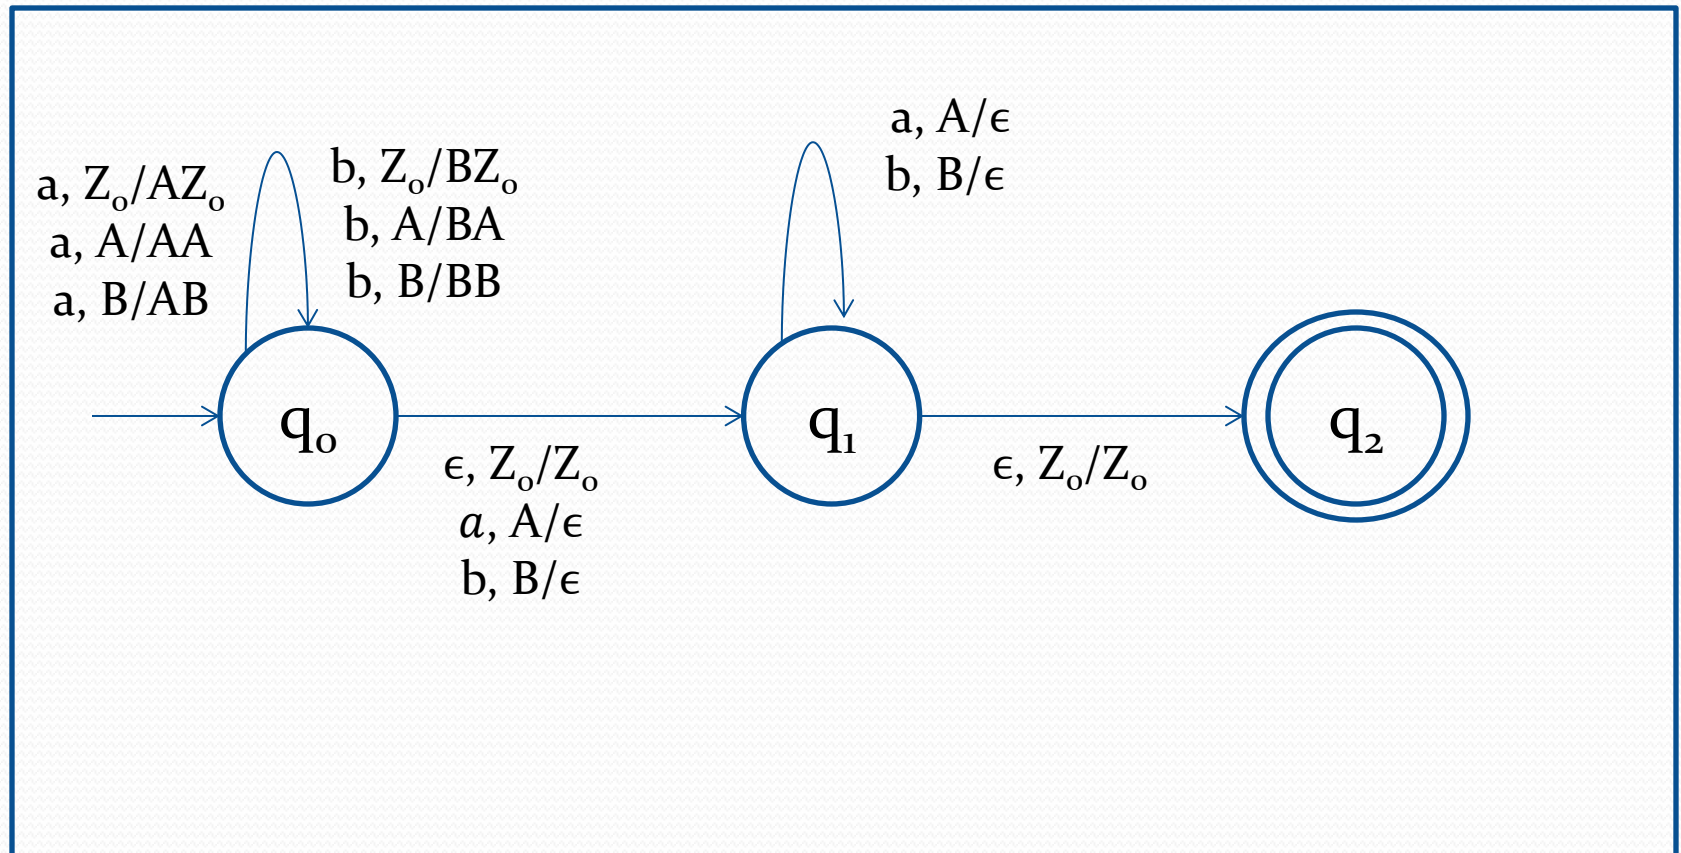 a, Z₀/AZ₀
a, A/AA
a, B/AB
b, Z₀/BZ₀
b, A/BA
b, B/BB
a, A/ϵ
b, B/ϵ
q₀
q₁
q₂
ϵ, Z₀/Z₀
a, A/ϵ
b, B/ϵ
ϵ, Z₀/Z₀